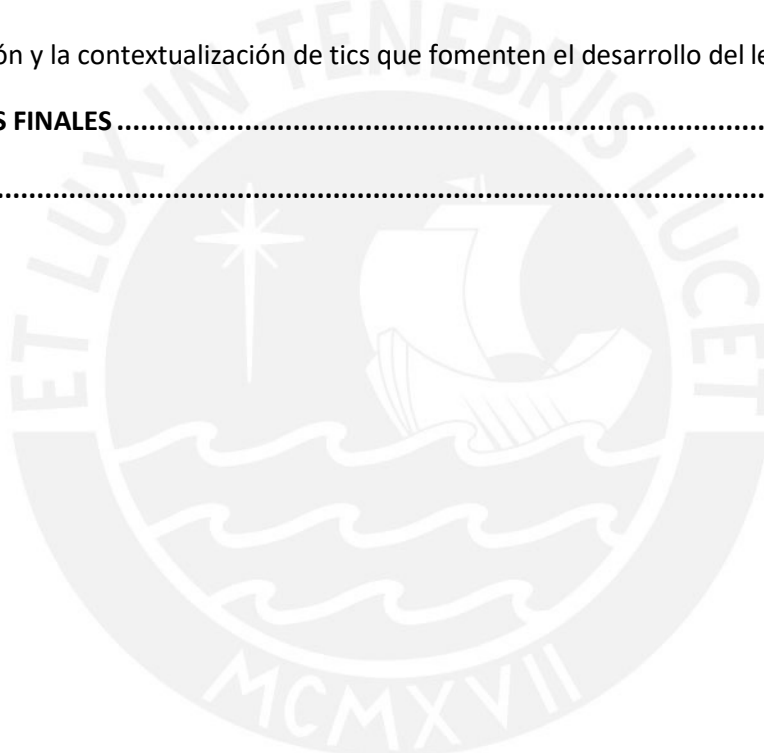 ón y la contextualización de tics que fomenten el desarrollo del le
S FINALES ....................................................................................
....................................................................................................
ET LUX IN TENEBRIS LUCET
MCMXVII